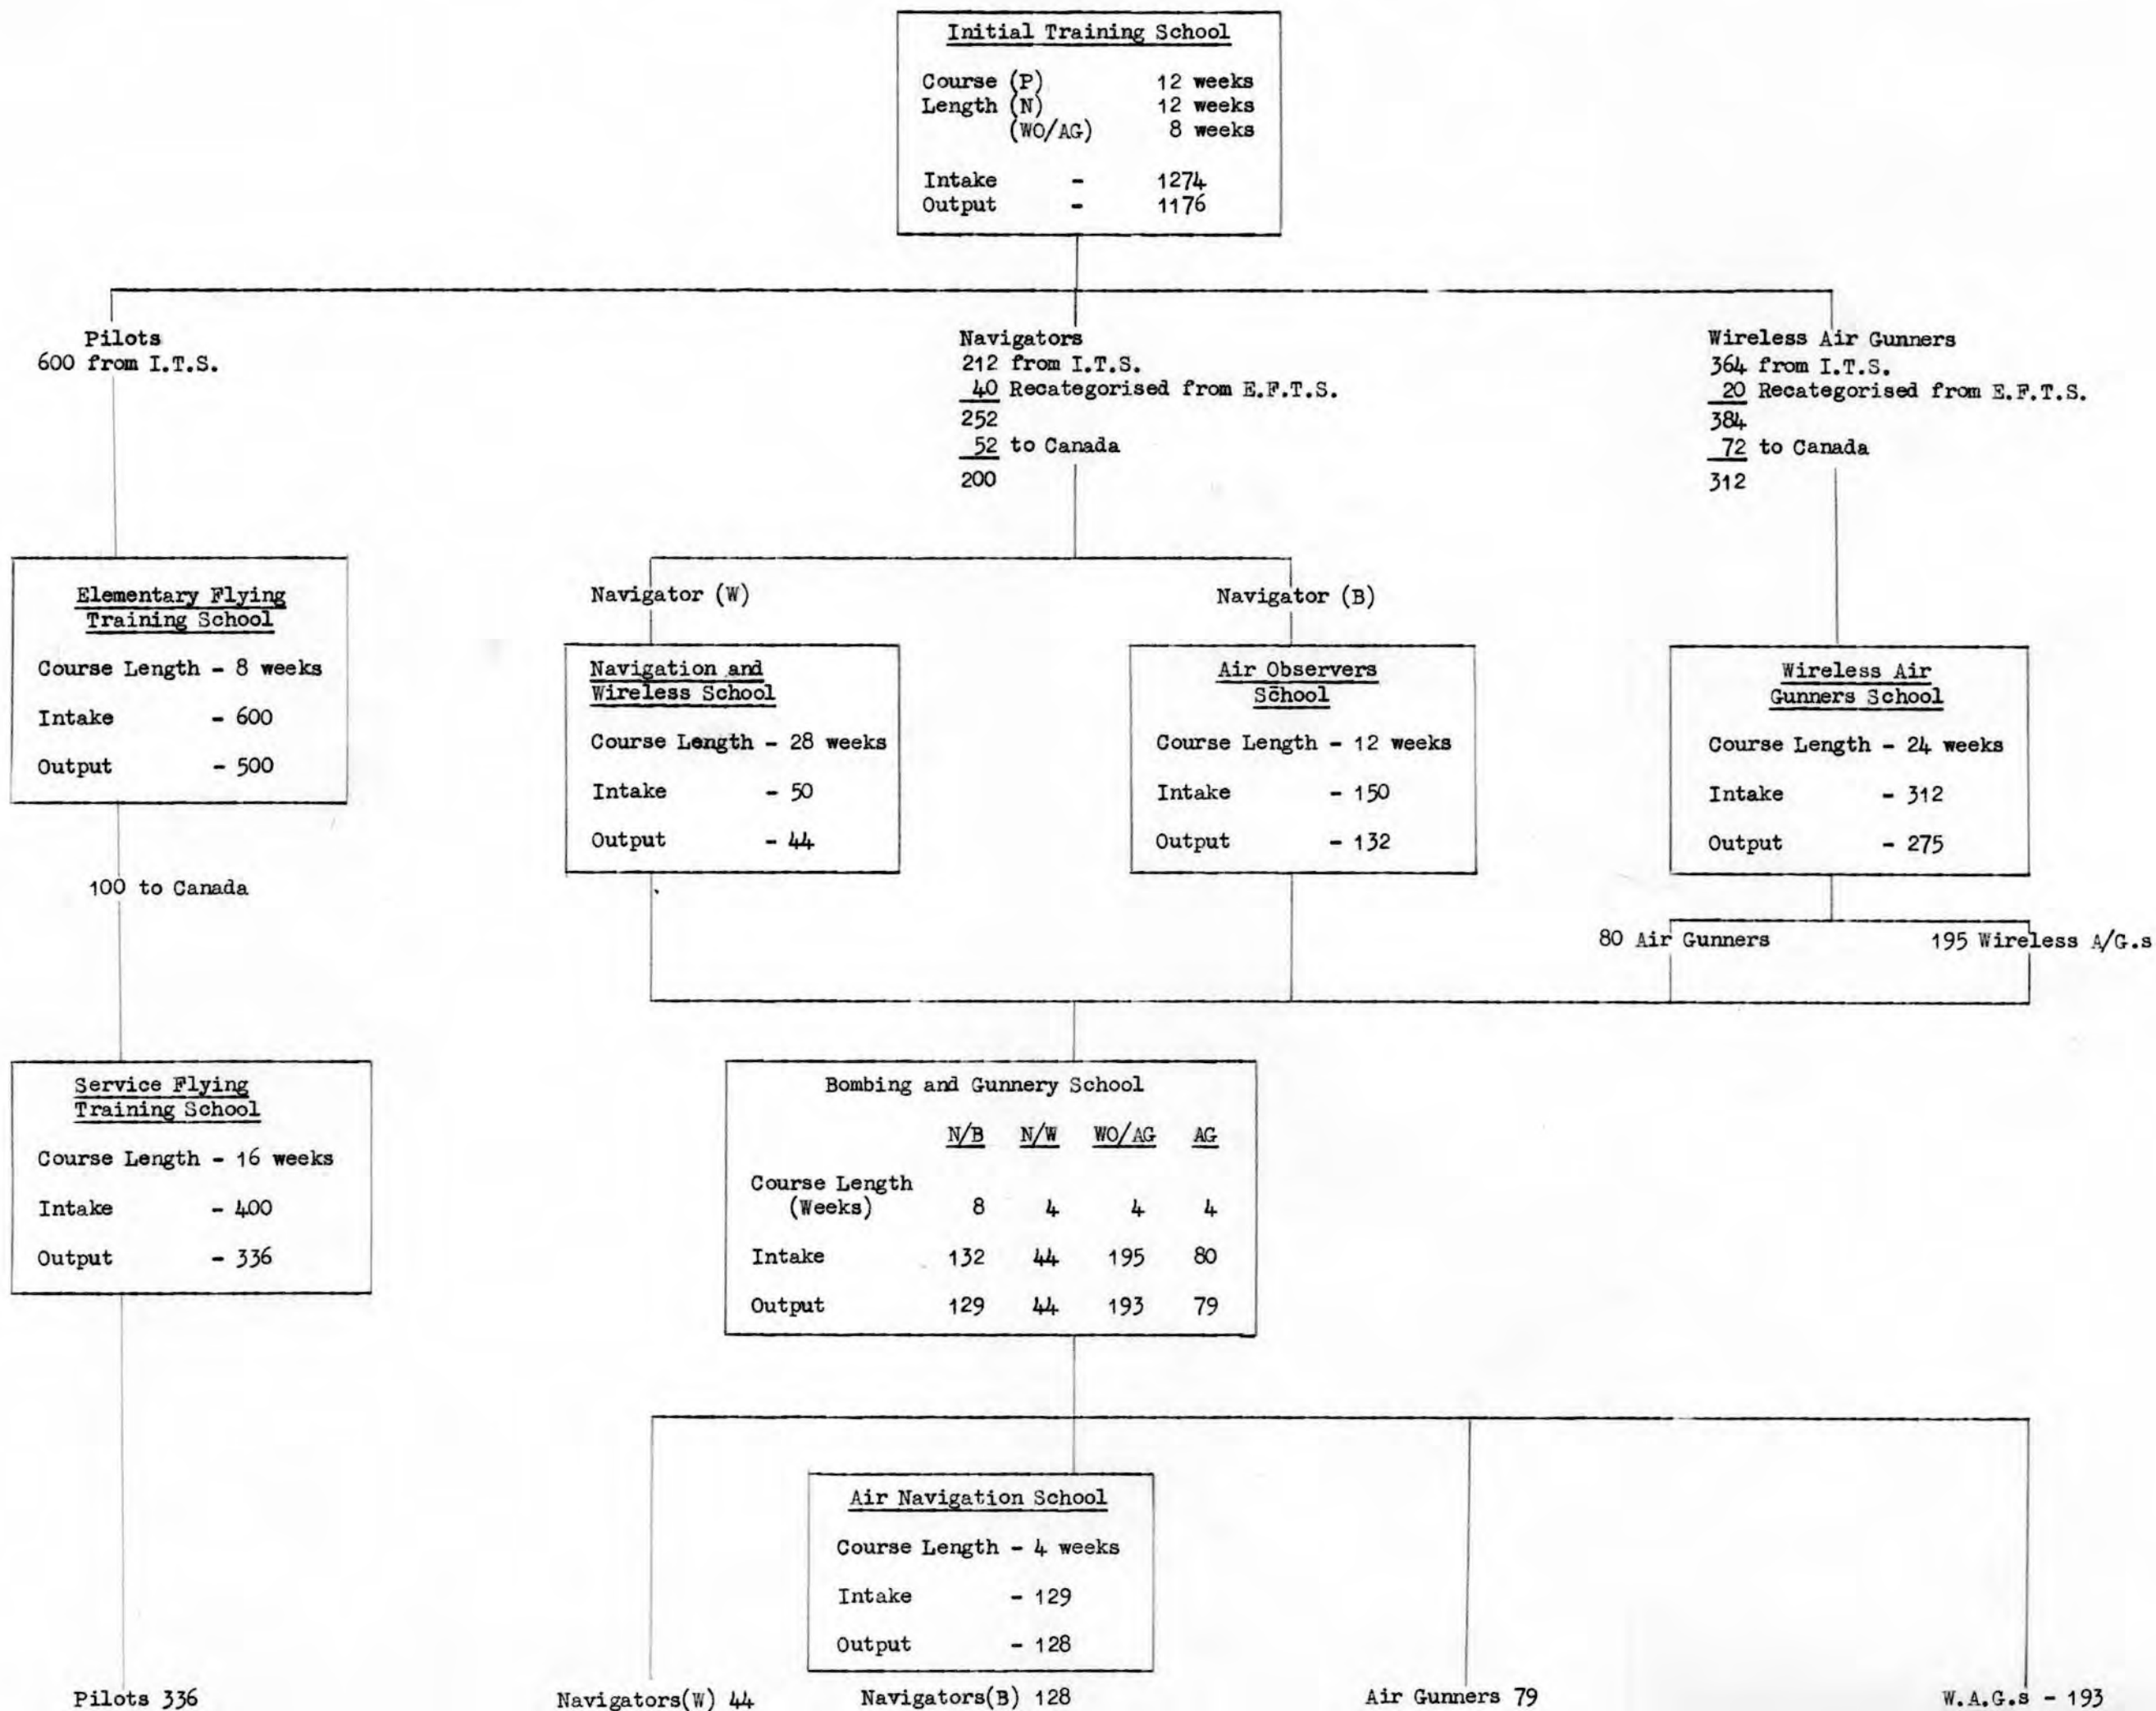 Initial Training School
Course (P) 12 weeks
Length (N) 12 weeks
(WO/AG) 8 weeks
Intake - 1274
Output - 1176
Pilots
600 from I.T.S.
Navigators
212 from I.T.S.
40 Recategorised from E.F.T.S.
252
52 to Canada
200
Wireless Air Gunners
364 from I.T.S.
20 Recategorised from E.F.T.S.
384
72 to Canada
312
Elementary Flying
Training School
Course Length - 8 weeks
Intake - 600
Output - 500
100 to Canada
Navigator (W)
Navigation and
Wireless School
Course Length - 28 weeks
Intake - 50
Output - 44
Navigator (B)
Air Observers
School
Course Length - 12 weeks
Intake - 150
Output - 132
Wireless Air
Gunners School
Course Length - 24 weeks
Intake - 312
Output - 275
80 Air Gunners
195 Wireless A/G.s
Service Flying
Training School
Course Length - 16 weeks
Intake - 400
Output - 336
Bombing and Gunnery School
N/B N/W WO/AG AG
Course Length
(Weeks) 8 4 4 4
Intake 132 44 195 80
Output 129 44 193 79
Air Navigation School
Course Length - 4 weeks
Intake - 129
Output - 128
Pilots 336
Navigators(W) 44
Navigators(B) 128
Air Gunners 79
W.A.G.s - 193